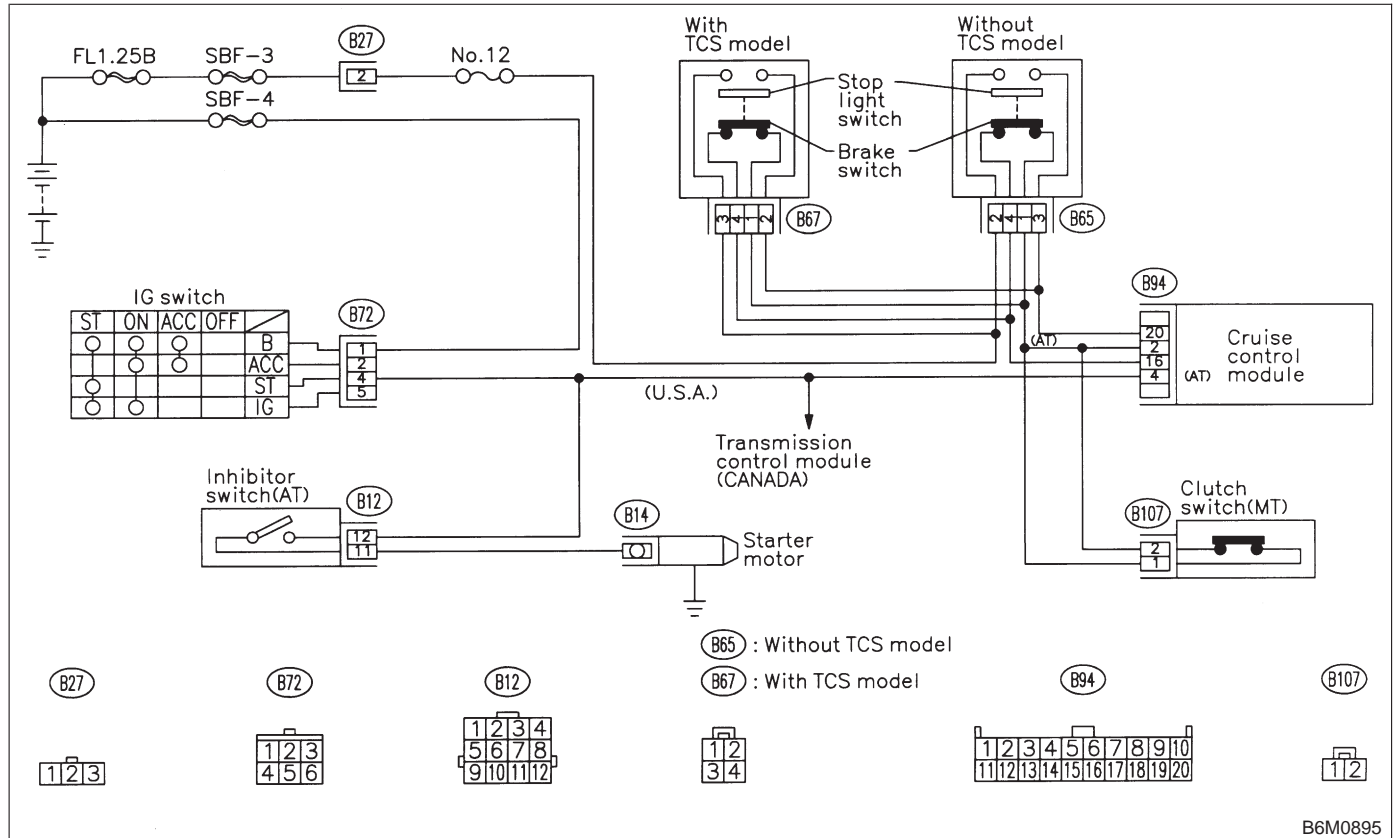 FL1.25B
SBF-3
B27
2
No.12
SBF-4
With
TCS model
Without
TCS model
Stop
light
switch
Brake
switch
3 4 1 2
B67
2 4 1 3
B65
IG switch
ST ON ACC OFF
B
ACC
ST
IG
B72
1
2
4
5
B94
20
2
16
4
(AT)
(AT)
Cruise
control
module
(U.S.A.)
Transmission
control module
(CANADA)
Inhibitor
switch(AT)
B12
12
11
B14
Starter
motor
B107
2
1
Clutch
switch(MT)
B65 : Without TCS model
B67 : With TCS model
B27
1 2 3
B72
1 2 3
4 5 6
B12
1 2 3 4
5 6 7 8
9 10 11 12
1 2
3 4
B94
1 2 3 4 5 6 7 8 9 10
11 12 13 14 15 16 17 18 19 20
B107
1 2
B6M0895